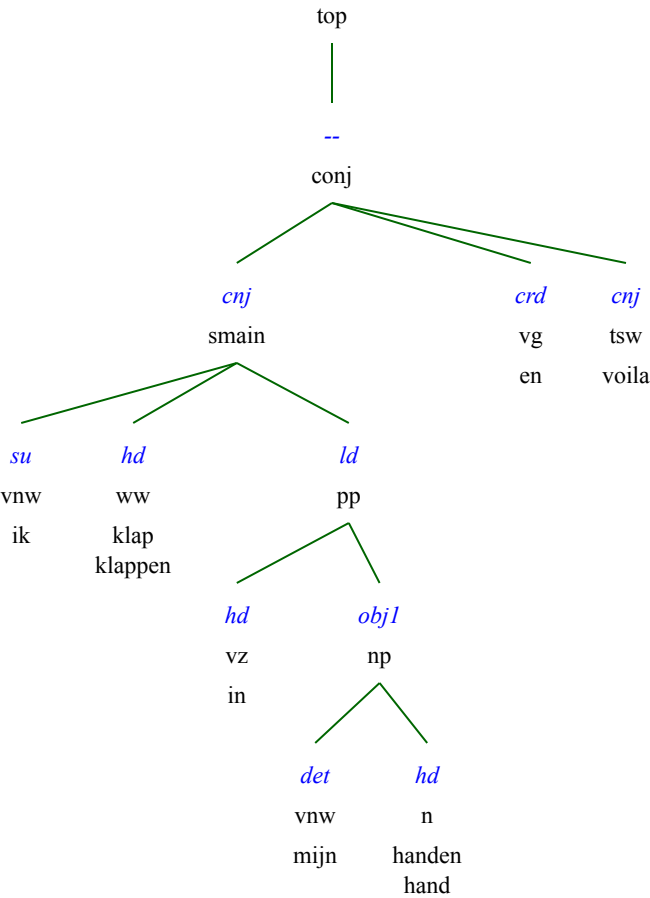 top
--
conj
cnj crd cnj
smain vg tsw
en voila
su hd ld
vnw ww pp
ik klap
klappen
hd obj1
vz np
in
det hd
vnw n
mijn handen
hand